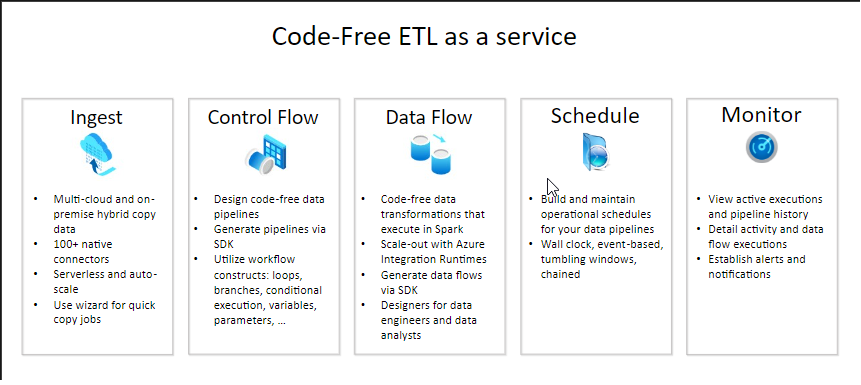 Code-Free ETL as a service
Ingest
• Multi-cloud and on-
premise hybrid copy
data
• 100+ native
connectors
• Serverless and auto-
scale
• Use wizard for quick
copy jobs
Control Flow
• Design code-free data
pipelines
• Generate pipelines via
SDK
• Utilize workflow
constructs: loops,
branches, conditional
execution, variables,
parameters, …
Data Flow
• Code-free data
transformations that
execute in Spark
• Scale-out with Azure
Integration Runtimes
• Generate data flows
via SDK
• Designers for data
engineers and data
analysts
Schedule
• Build and maintain
operational schedules
for your data pipelines
• Wall clock, event-based,
tumbling windows,
chained
Monitor
• View active executions
and pipeline history
• Detail activity and data
flow executions
• Establish alerts and
notifications